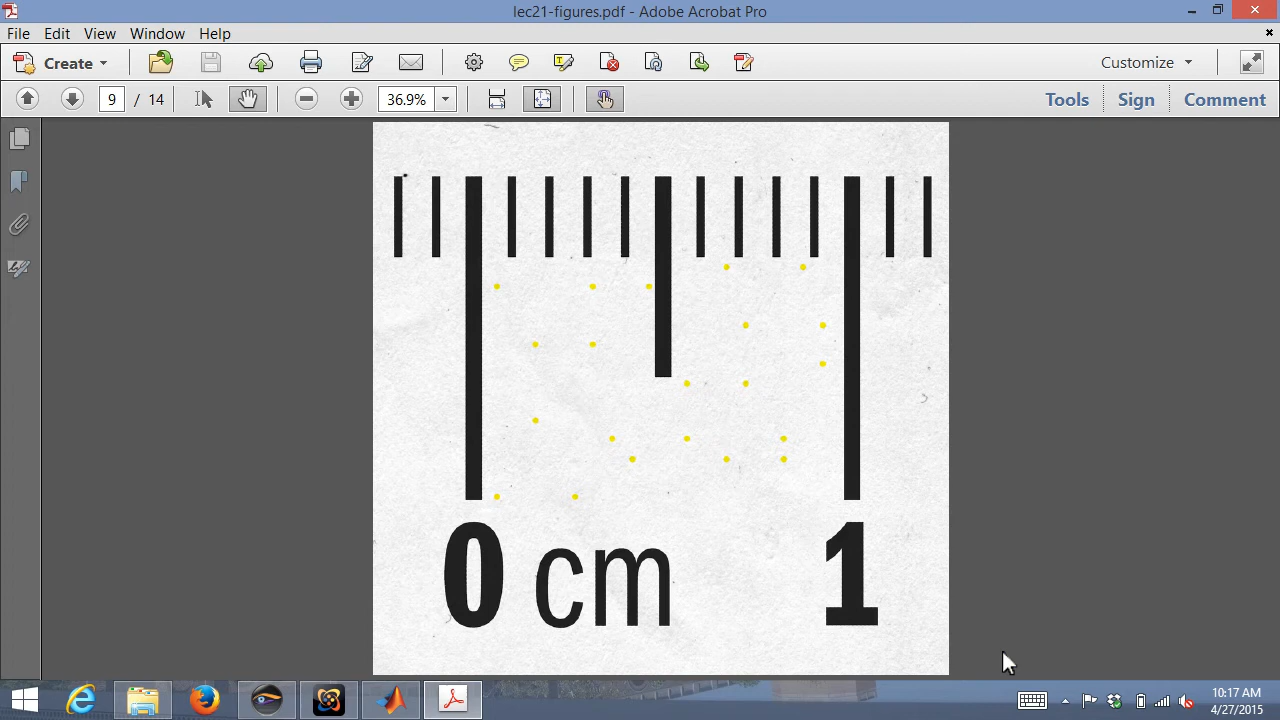 lec21-figures.pdf - Adobe Acrobat Pro
File Edit View Window Help
Create Customize
9 / 14 36.9% Tools Sign Comment
0 cm 1
10:17 AM
4/27/2015